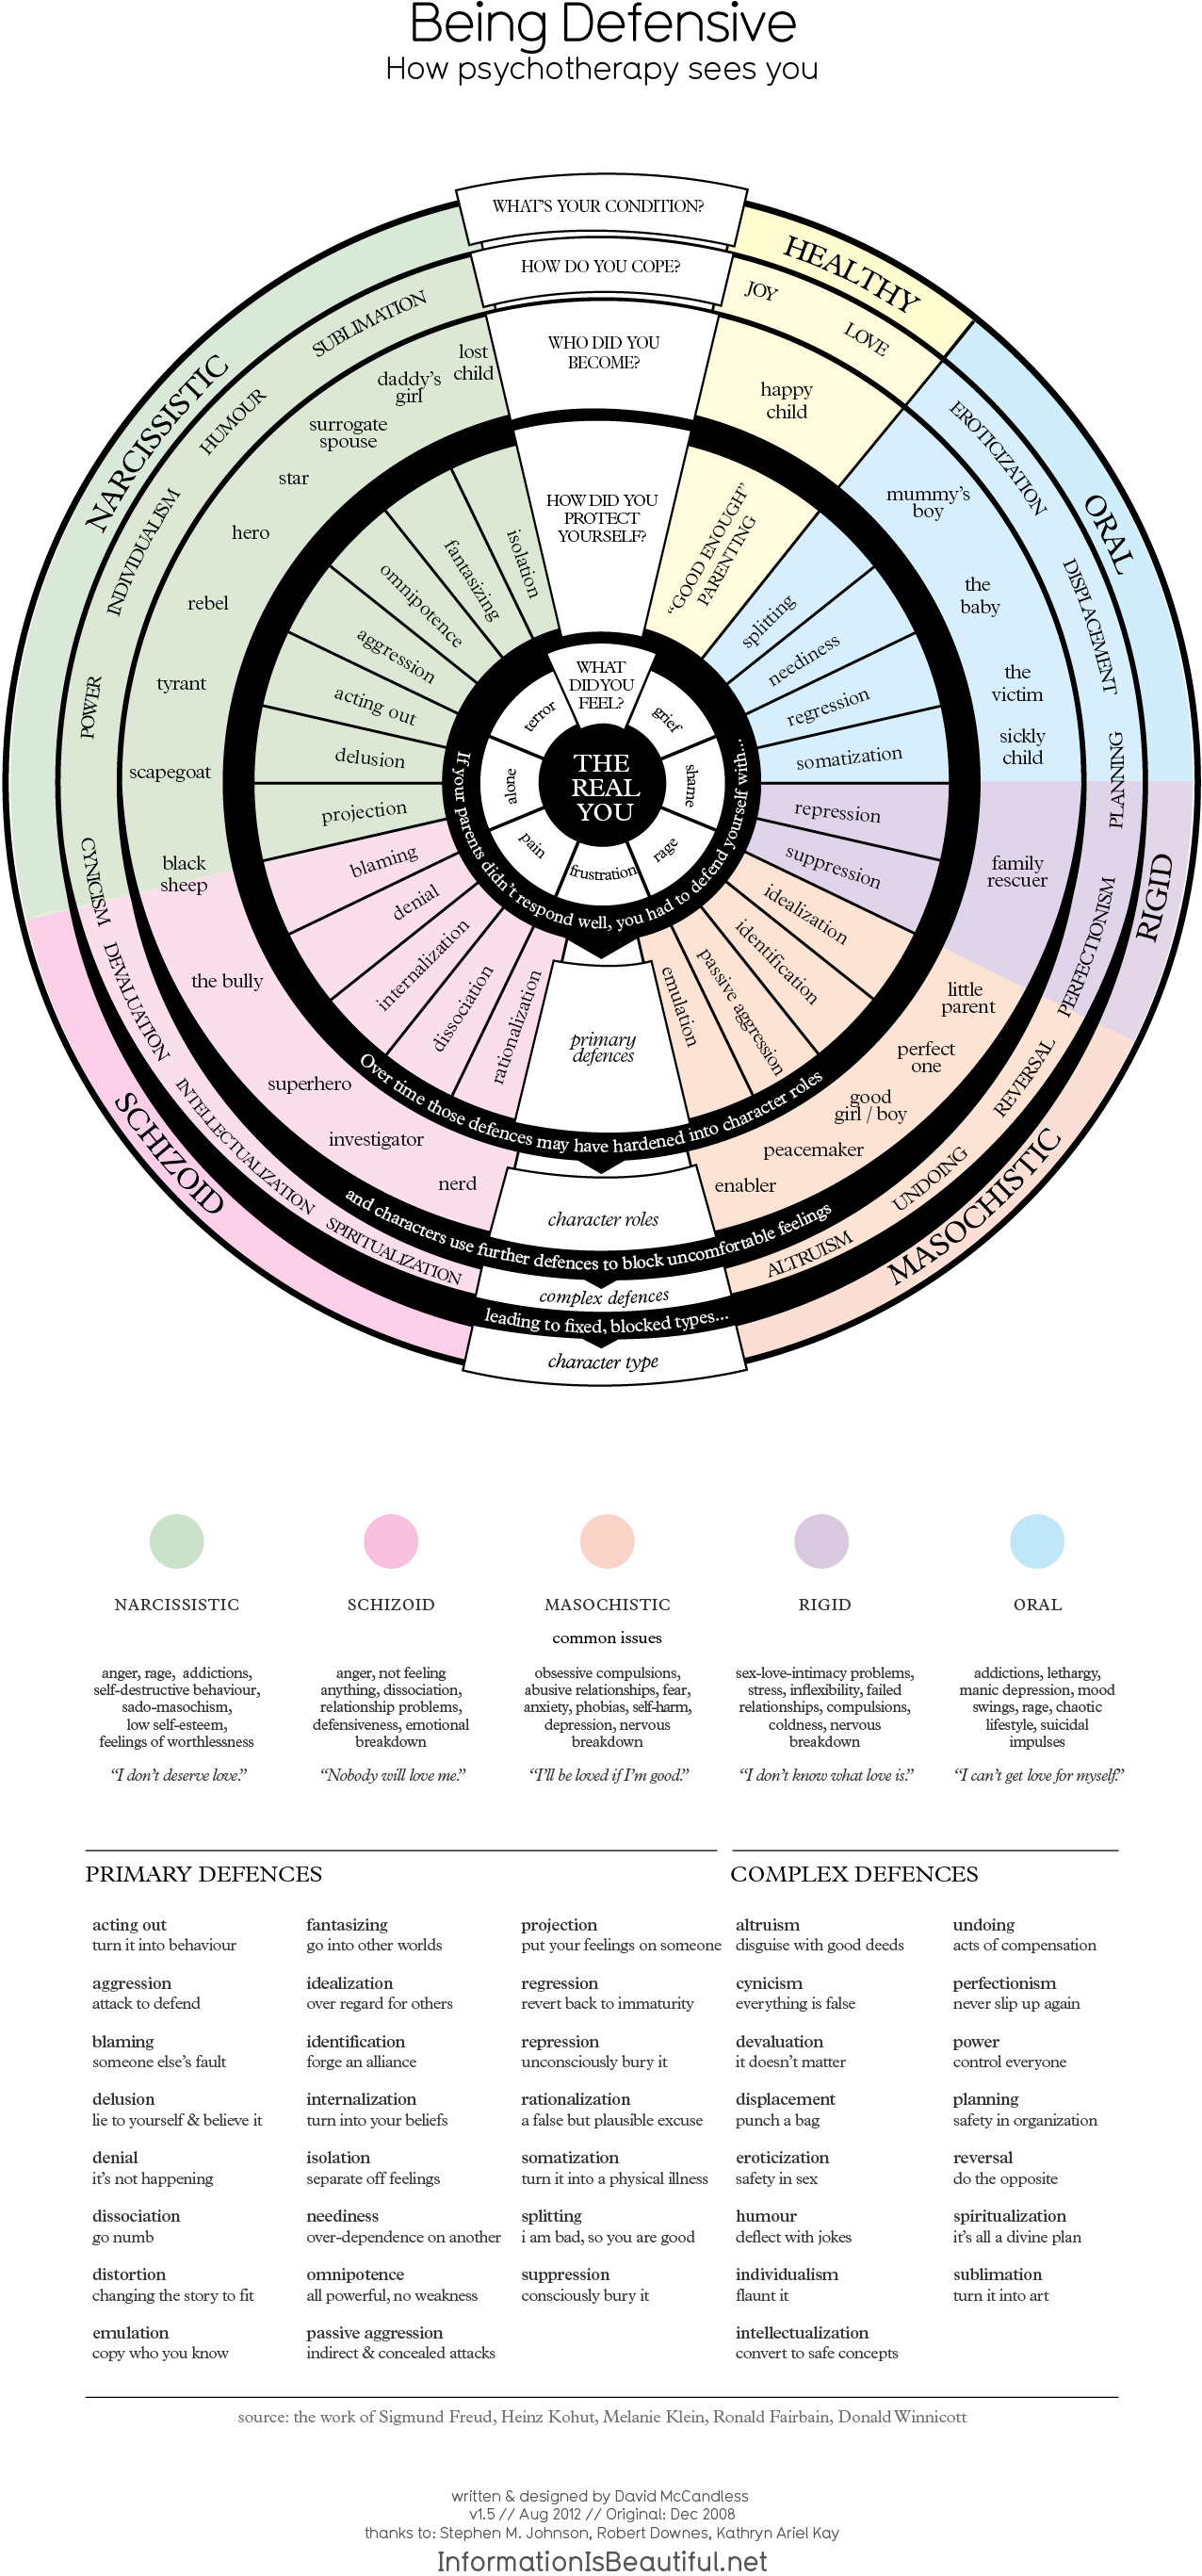 Being Defensive
How psychotherapy sees you
WHAT'S YOUR CONDITION?
HOW DO YOU COPE?
WHO DID YOU
BECOME?
HOW DID YOU
PROTECT
YOURSELF?
WHAT
DID YOU
FEEL?
THE
REAL
YOU
grief
shame
rage
frustration
pain
alone
terror
If your parents didn't respond well, you had to defend yourself with...
"GOOD ENOUGH"
PARENTING
splitting
neediness
regression
somatization
repression
suppression
idealization
identification
passive aggression
emulation
primary
defences
rationalization
dissociation
internalization
denial
blaming
projection
delusion
acting out
aggression
omnipotence
fantasizing
isolation
Over time those defences may have hardened into character roles
happy
child
mummy's
boy
the
baby
the
victim
sickly
child
family
rescuer
little
parent
perfect
one
good
girl / boy
peacemaker
enabler
character roles
nerd
investigator
superhero
the bully
black
sheep
scapegoat
tyrant
rebel
hero
star
surrogate
spouse
daddy's
girl
lost
child
and characters use further defences to block uncomfortable feelings
JOY
LOVE
EROTICIZATION
DISPLACEMENT
PLANNING
PERFECTIONISM
REVERSAL
UNDOING
ALTRUISM
complex defences
SPIRITUALIZATION
INTELLECTUALIZATION
DEVALUATION
CYNICISM
POWER
INDIVIDUALISM
HUMOUR
SUBLIMATION
leading to fixed, blocked types...
HEALTHY
ORAL
RIGID
MASOCHISTIC
character type
SCHIZOID
NARCISSISTIC
NARCISSISTIC
SCHIZOID
MASOCHISTIC
RIGID
ORAL
common issues
anger, rage, addictions,
self-destructive behaviour,
sado-masochism,
low self-esteem,
feelings of worthlessness
"I don't deserve love."
anger, not feeling
anything, dissociation,
relationship problems,
defensiveness, emotional
breakdown
"Nobody will love me."
obsessive compulsions,
abusive relationships, fear,
anxiety, phobias, self-harm,
depression, nervous
breakdown
"I'll be loved if I'm good."
sex-love-intimacy problems,
stress, inflexibility, failed
relationships, compulsions,
coldness, nervous
breakdown
"I don't know what love is."
addictions, lethargy,
manic depression, mood
swings, rage, chaotic
lifestyle, suicidal
impulses
"I can't get love for myself."
PRIMARY DEFENCES
acting out
turn it into behaviour
aggression
attack to defend
blaming
someone else's fault
delusion
lie to yourself & believe it
denial
it's not happening
dissociation
go numb
distortion
changing the story to fit
emulation
copy who you know
fantasizing
go into other worlds
idealization
over regard for others
identification
forge an alliance
internalization
turn into your beliefs
isolation
separate off feelings
neediness
over-dependence on another
omnipotence
all powerful, no weakness
passive aggression
indirect & concealed attacks
projection
put your feelings on someone
regression
revert back to immaturity
repression
unconsciously bury it
rationalization
a false but plausible excuse
somatization
turn it into a physical illness
splitting
i am bad, so you are good
suppression
consciously bury it
COMPLEX DEFENCES
altruism
disguise with good deeds
cynicism
everything is false
devaluation
it doesn't matter
displacement
punch a bag
eroticization
safety in sex
humour
deflect with jokes
individualism
flaunt it
intellectualization
convert to safe concepts
undoing
acts of compensation
perfectionism
never slip up again
power
control everyone
planning
safety in organization
reversal
do the opposite
spiritualization
it's all a divine plan
sublimation
turn it into art
source: the work of Sigmund Freud, Heinz Kohut, Melanie Klein, Ronald Fairbain, Donald Winnicott
written & designed by David McCandless
v1.5 // Aug 2012 // Original: Dec 2008
thanks to: Stephen M. Johnson, Robert Downes, Kathryn Ariel Kay
InformationIsBeautiful.net